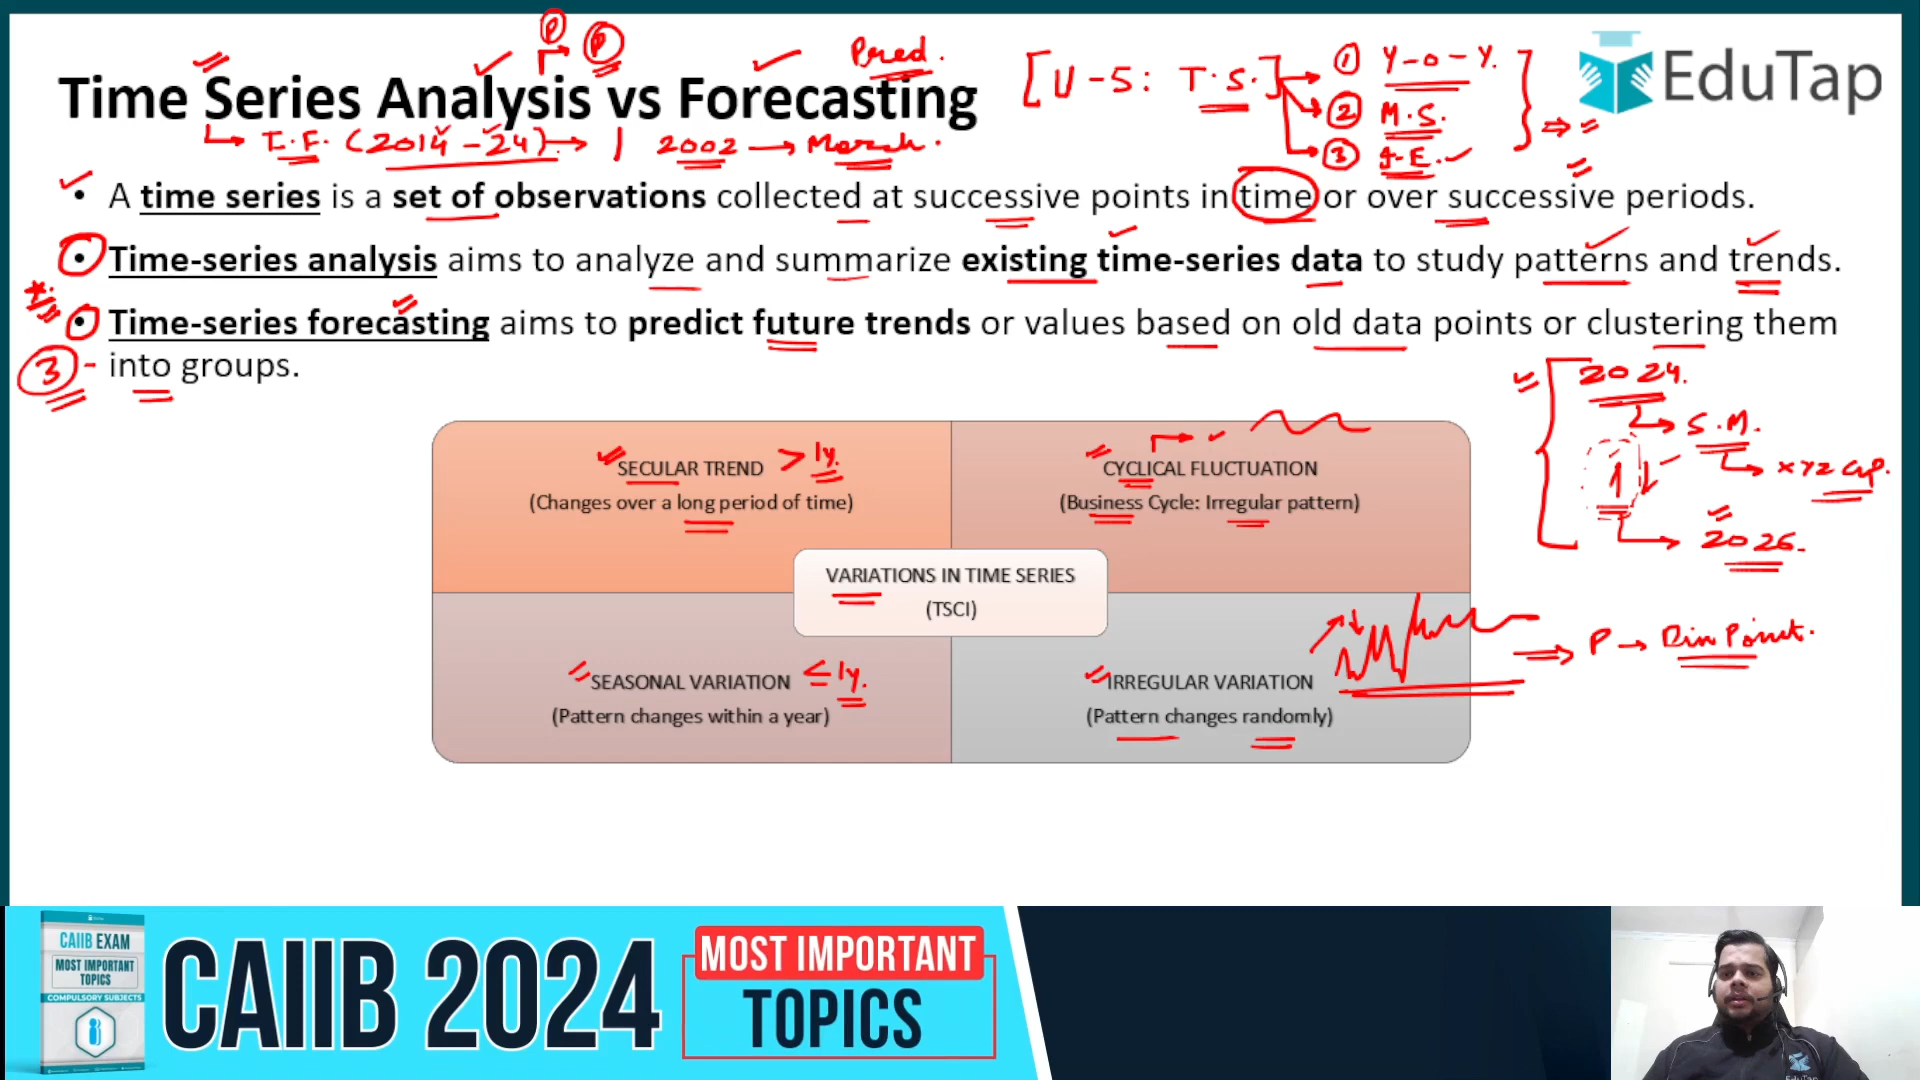 Pred.
[U-5: T.S.]
① Y-O-Y.
② M.S.
③
EduTap
Time Series Analysis vs Forecasting
(2014-24)
2002 → March.
• A time series is a set of observations collected at successive points in time or over successive periods.
• Time-series analysis aims to analyze and summarize existing time-series data to study patterns and trends.
• Time-series forecasting aims to predict future trends or values based on old data points or clustering them
③ - into groups.
2024.
S.M.
XYZ
2026.
SECULAR TREND > 1y.
(Changes over a long period of time)
CYCLICAL FLUCTUATION
(Business Cycle: Irregular pattern)
VARIATIONS IN TIME SERIES
(TSCI)
SEASONAL VARIATION ≤ 1y.
(Pattern changes within a year)
IRREGULAR VARIATION
(Pattern changes randomly)
P →
CAIIB EXAM
MOST IMPORTANT
TOPICS
COMPULSORY SUBJECTS
CAIIB 2024
MOST IMPORTANT
TOPICS
EduTap